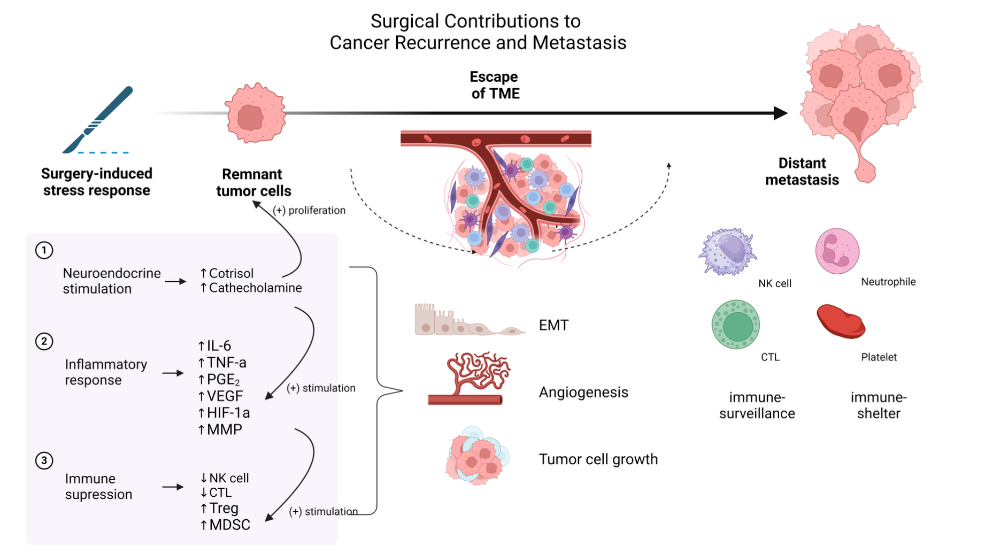 Surgical Contributions to
Cancer Recurrence and Metastasis
Escape
of TME
Surgery-induced
stress response
Remnant
tumor cells
Distant
metastasis
(+) proliferation
1
Neuroendocrine
stimulation
↑Cotrisol
↑Cathecholamine
2
Inflammatory
response
↑IL-6
↑TNF-a
↑PGE₂
↑VEGF
↑HIF-1a
↑MMP
(+) stimulation
3
Immune
supression
↓NK cell
↓CTL
↑Treg
↑MDSC
(+) stimulation
EMT
Angiogenesis
Tumor cell growth
NK cell
Neutrophile
CTL
Platelet
immune-
surveillance
immune-
shelter